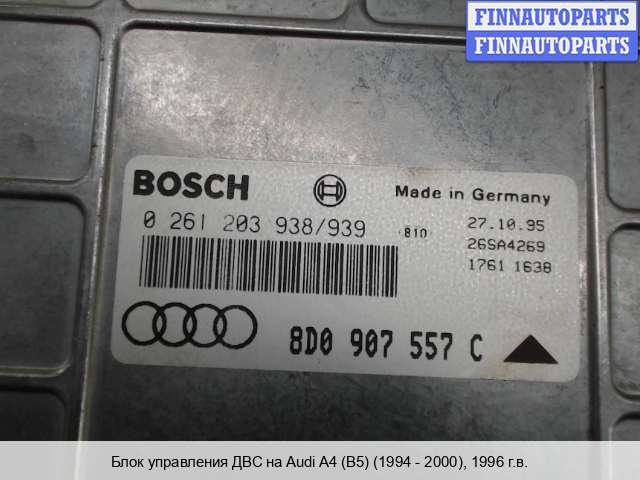 FINNAUTOPARTS
FINNAUTOPARTS
BOSCH
Made in Germany
0 261 203 938/939
810
27.10.95
26SA4269
1761 1638
8D0 907 557 C
Блок управления ДВС на Audi A4 (B5) (1994 - 2000), 1996 г.в.